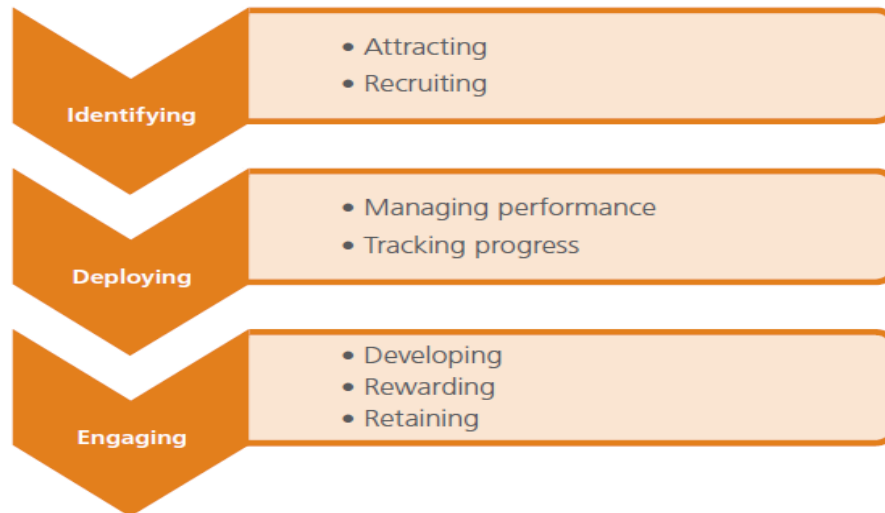 Identifying
• Attracting
• Recruiting
Deploying
• Managing performance
• Tracking progress
Engaging
• Developing
• Rewarding
• Retaining